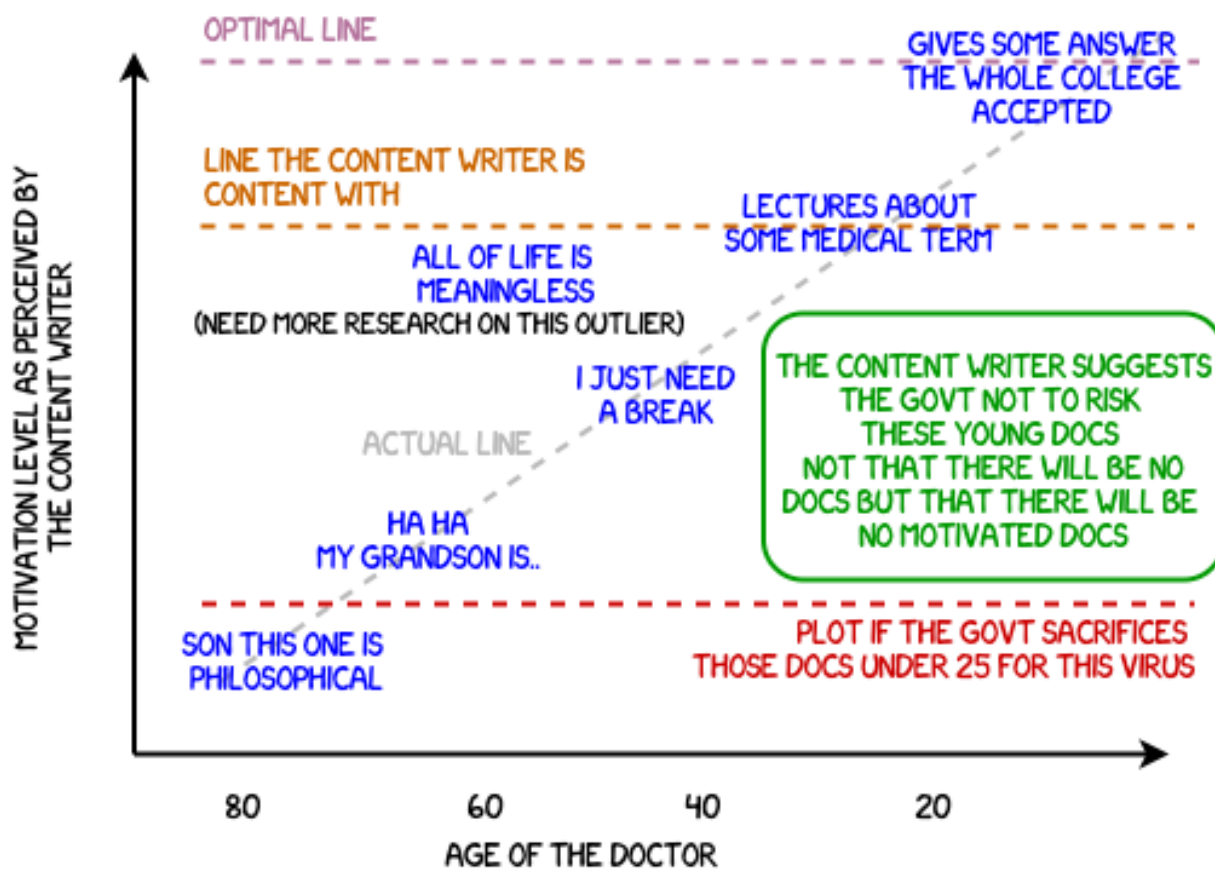 OPTIMAL LINE
GIVES SOME ANSWER
THE WHOLE COLLEGE
ACCEPTED
LINE THE CONTENT WRITER IS
CONTENT WITH
LECTURES ABOUT
SOME MEDICAL TERM
ALL OF LIFE IS
MEANINGLESS
(NEED MORE RESEARCH ON THIS OUTLIER)
I JUST NEED
A BREAK
THE CONTENT WRITER SUGGESTS
THE GOVT NOT TO RISK
THESE YOUNG DOCS
NOT THAT THERE WILL BE NO
DOCS BUT THAT THERE WILL BE
NO MOTIVATED DOCS
ACTUAL LINE
HA HA
MY GRANDSON IS..
SON THIS ONE IS
PHILOSOPHICAL
PLOT IF THE GOVT SACRIFICES
THOSE DOCS UNDER 25 FOR THIS VIRUS
MOTIVATION LEVEL AS PERCEIVED BY
THE CONTENT WRITER
80 60 40 20
AGE OF THE DOCTOR